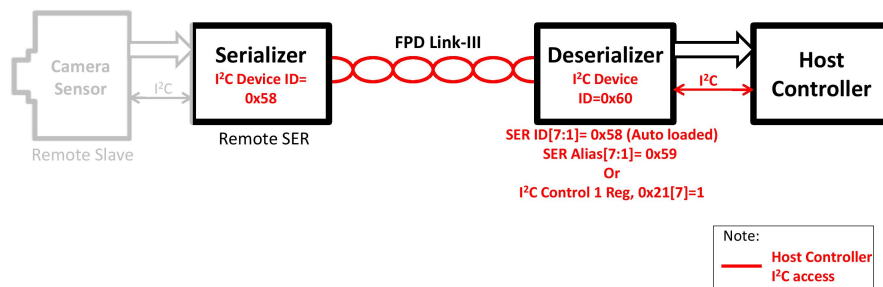 Camera
Sensor
Remote Slave
I²C
Serializer
I²C Device ID=
0x58
Remote SER
FPD Link-III
Deserializer
I²C Device
ID=0x60
SER ID[7:1]= 0x58 (Auto loaded)
SER Alias[7:1]= 0x59
Or
I²C Control 1 Reg, 0x21[7]=1
I²C
Host
Controller
Note:
Host Controller
I²C access